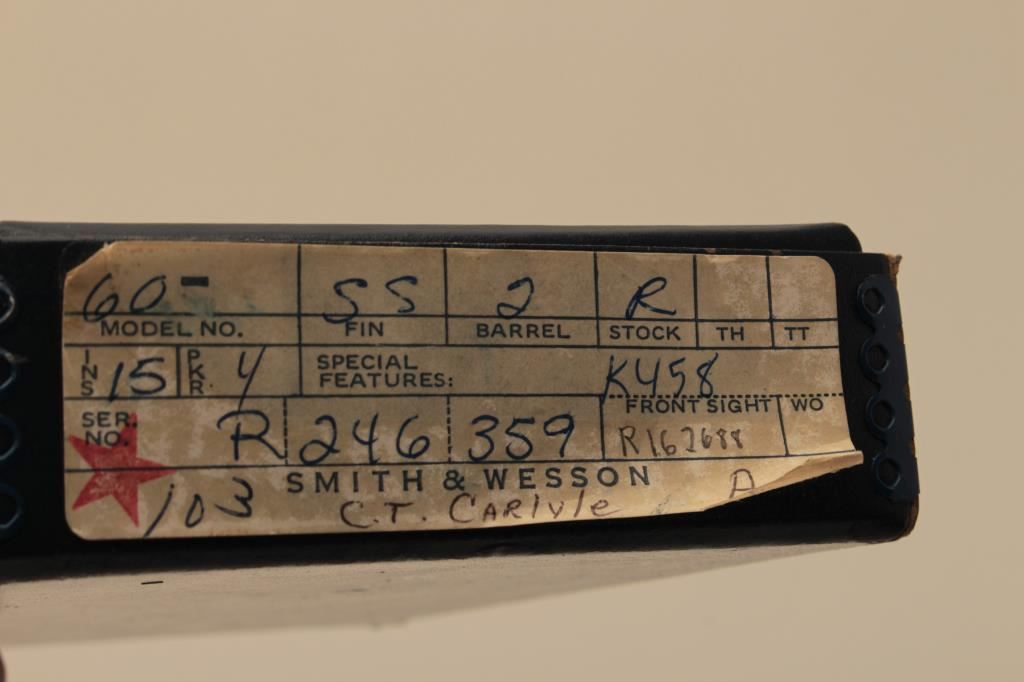 60 - SS 2 R
MODEL NO. FIN BARREL STOCK TH TT
INS 15 PKR. 4 SPECIAL FEATURES: K458
SER. NO. R 246 359 FRONT SIGHT WO
R162688
103 SMITH & WESSON A
C.T. Carlyle